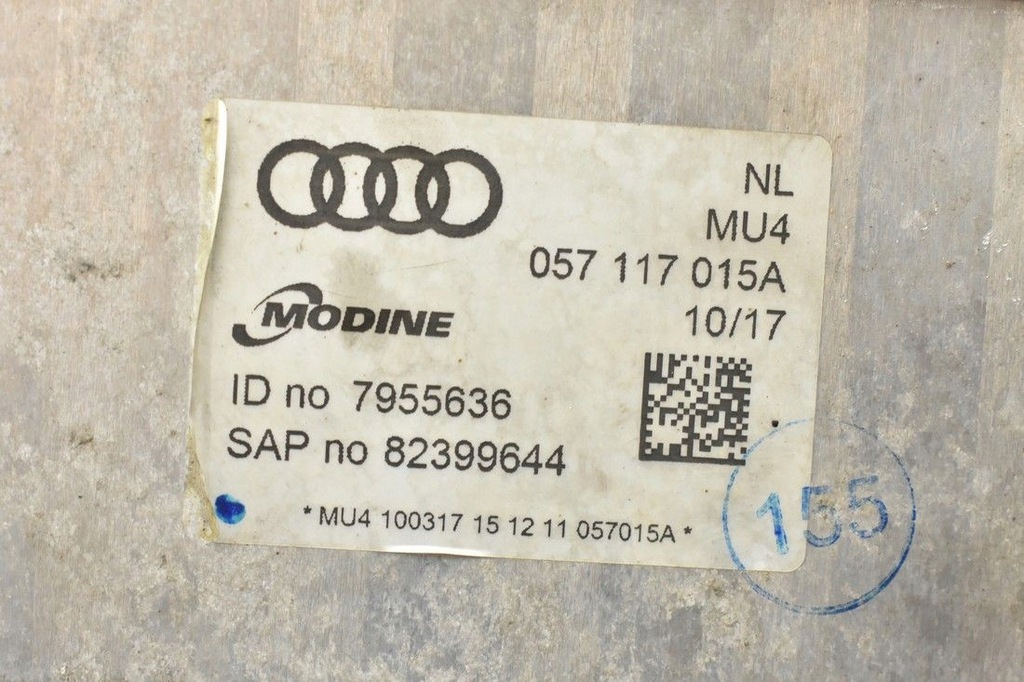 NL
MU4
057 117 015A
10/17
MODINE
ID no 7955636
SAP no 82399644
* MU4 100317 15 12 11 057015A *
155